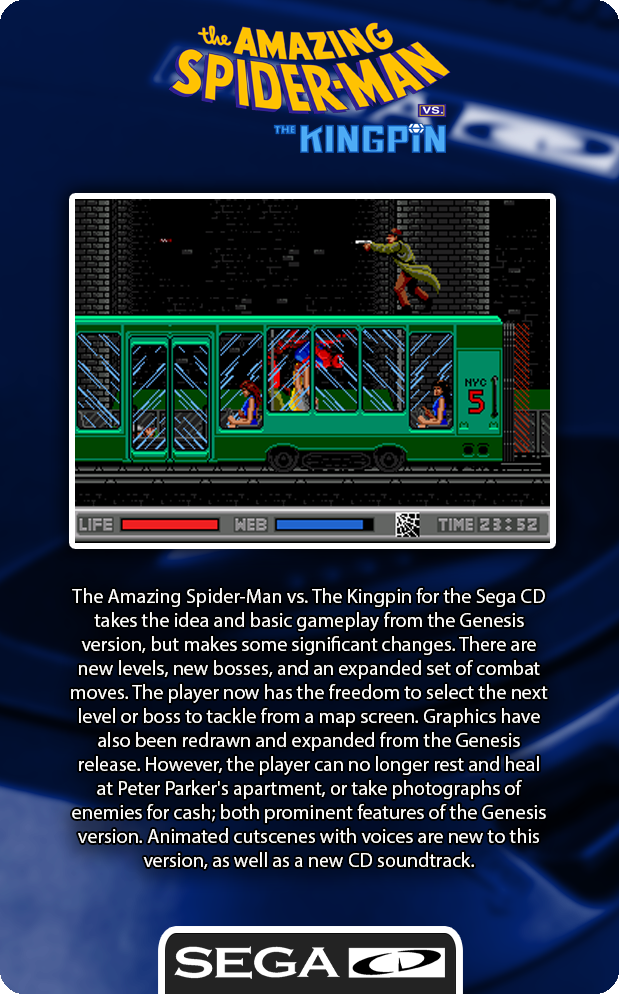 the AMAZING
SPIDER-MAN
VS.
THE KINGPIN
NYC
5
LIFE WEB TIME 23:52
The Amazing Spider-Man vs. The Kingpin for the Sega CD
takes the idea and basic gameplay from the Genesis
version, but makes some significant changes. There are
new levels, new bosses, and an expanded set of combat
moves. The player now has the freedom to select the next
level or boss to tackle from a map screen. Graphics have
also been redrawn and expanded from the Genesis
release. However, the player can no longer rest and heal
at Peter Parker's apartment, or take photographs of
enemies for cash; both prominent features of the Genesis
version. Animated cutscenes with voices are new to this
version, as well as a new CD soundtrack.
SEGA CD